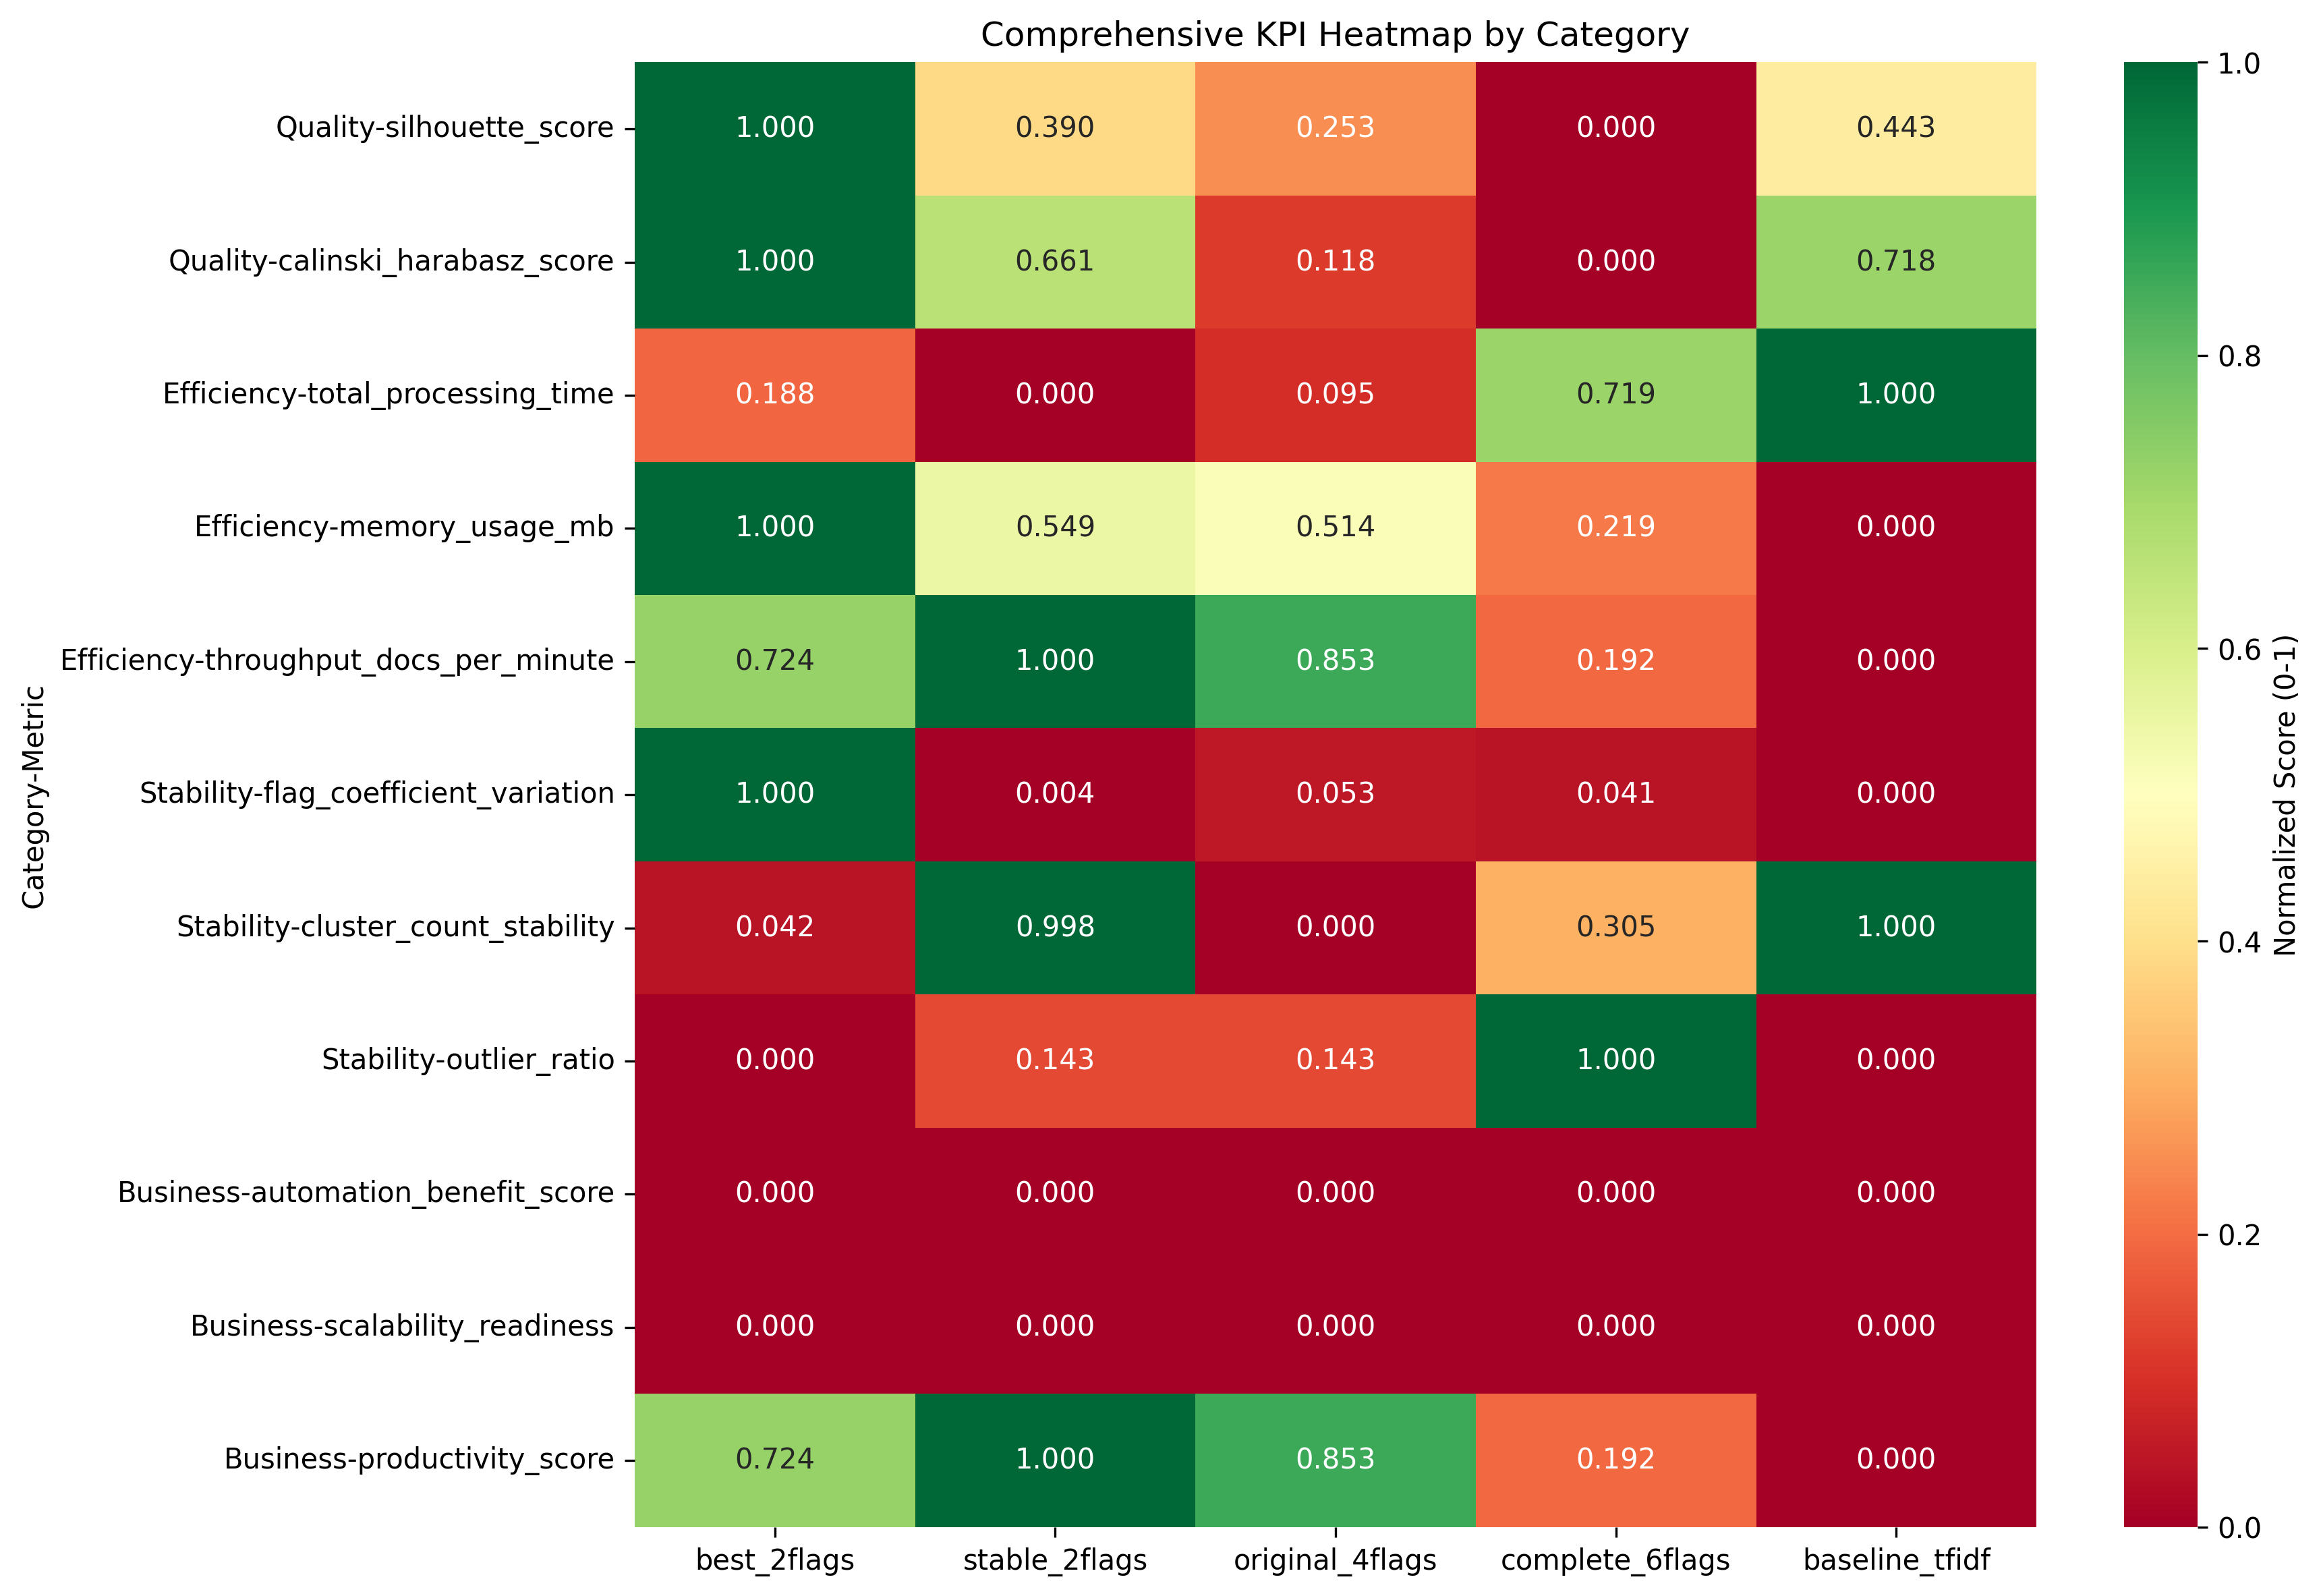 Comprehensive KPI Heatmap by Category
Category-Metric
Quality-silhouette_score 1.000 0.390 0.253 0.000 0.443
Quality-calinski_harabasz_score 1.000 0.661 0.118 0.000 0.718
Efficiency-total_processing_time 0.188 0.000 0.095 0.719 1.000
Efficiency-memory_usage_mb 1.000 0.549 0.514 0.219 0.000
Efficiency-throughput_docs_per_minute 0.724 1.000 0.853 0.192 0.000
Stability-flag_coefficient_variation 1.000 0.004 0.053 0.041 0.000
Stability-cluster_count_stability 0.042 0.998 0.000 0.305 1.000
Stability-outlier_ratio 0.000 0.143 0.143 1.000 0.000
Business-automation_benefit_score 0.000 0.000 0.000 0.000 0.000
Business-scalability_readiness 0.000 0.000 0.000 0.000 0.000
Business-productivity_score 0.724 1.000 0.853 0.192 0.000
best_2flags stable_2flags original_4flags complete_6flags baseline_tfidf
1.0
0.8
0.6
0.4
0.2
0.0
Normalized Score (0-1)